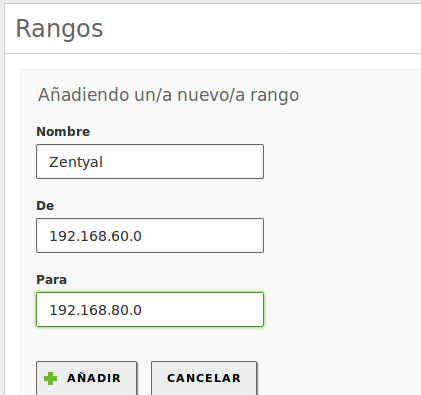 Rangos
Añadiendo un/a nuevo/a rango
Nombre
Zentyal
De
192.168.60.0
Para
192.168.80.0
AÑADIR CANCELAR